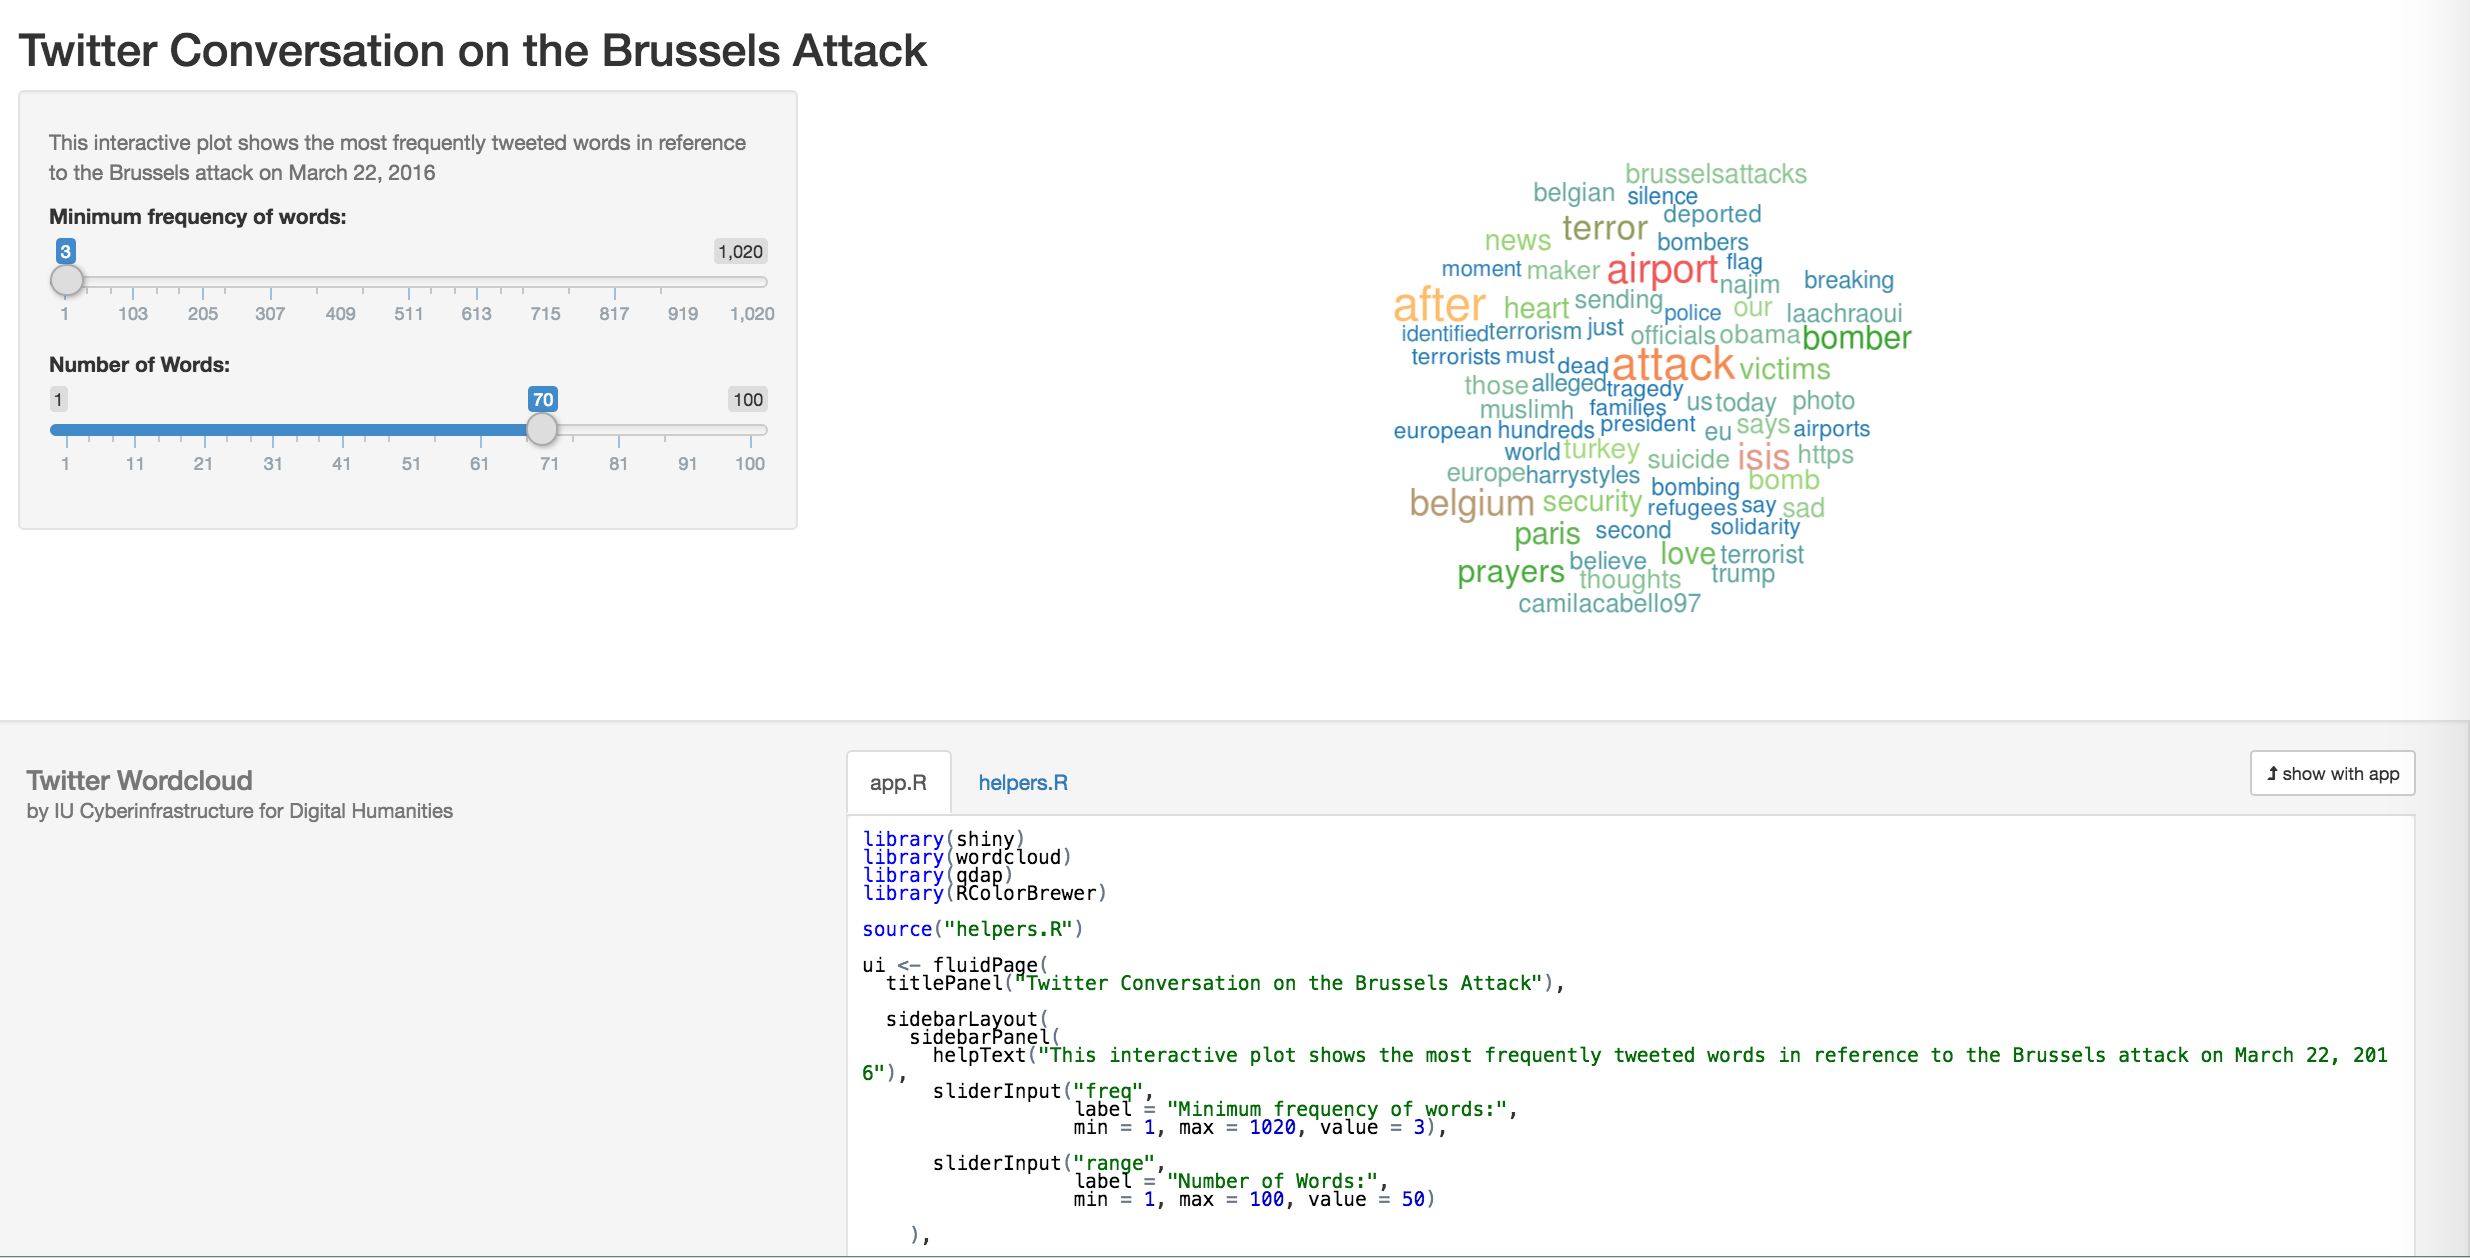 Twitter Conversation on the Brussels Attack
This interactive plot shows the most frequently tweeted words in reference
to the Brussels attack on March 22, 2016
Minimum frequency of words:
3 1,020
1 103 205 307 409 511 613 715 817 919 1,020
Number of Words:
1 70 100
1 11 21 31 41 51 61 71 81 91 100
brusselsattacks
belgian silence
deported
terror
news bombers
moment maker airport flag
najim breaking
after heart sending police our laachraoui
identified terrorism just officials obama bomber
terrorists must dead attack victims
those alleged tragedy
muslimh families us today photo
european hundreds president eu says airports
world turkey suicide isis https
europe harrystyles bombing bomb
belgium security refugees say sad
paris second solidarity
believe love terrorist
prayers thoughts trump
camilacabello97
Twitter Wordcloud
by IU Cyberinfrastructure for Digital Humanities
app.R helpers.R show with app
library(shiny)
library(wordcloud)
library(qdap)
library(RColorBrewer)
source("helpers.R")
ui <- fluidPage(
titlePanel("Twitter Conversation on the Brussels Attack"),
sidebarLayout(
sidebarPanel(
helpText("This interactive plot shows the most frequently tweeted words in reference to the Brussels attack on March 22, 201
6"),
sliderInput("freq",
label = "Minimum frequency of words:",
min = 1, max = 1020, value = 3),
sliderInput("range",
label = "Number of Words:",
min = 1, max = 100, value = 50)
),